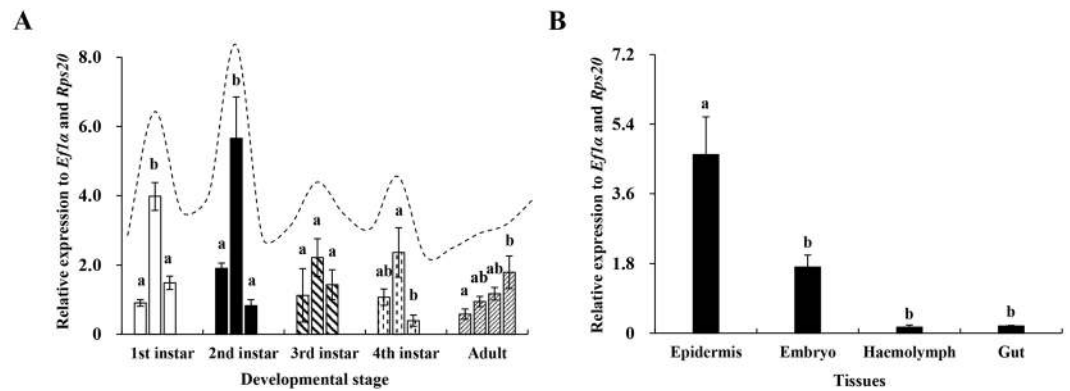 A
Relative expression to Ef1α and Rps20
8.0
6.0
4.0
2.0
0
a b a
a b a
a a a
ab a b
a ab ab b
1st instar 2nd instar 3rd instar 4th instar Adult
Developmental stage
B
Relative expression to Ef1α and Rps20
7.2
5.4
3.6
1.8
0
a b b b
Epidermis Embryo Haemolymph Gut
Tissues